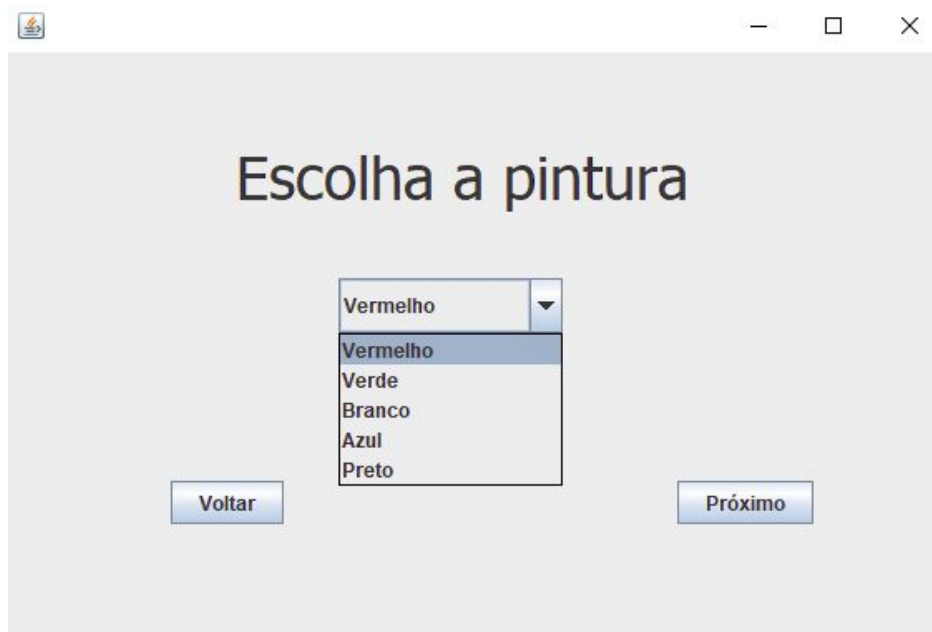 Escolha a pintura
Vermelho
Vermelho
Verde
Branco
Azul
Preto
Voltar
Próximo